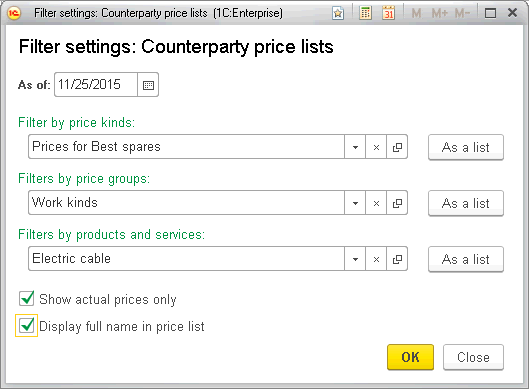 Filter settings: Counterparty price lists (1C:Enterprise)
M M+ M-
Filter settings: Counterparty price lists
As of: 11/25/2015
Filter by price kinds:
Prices for Best spares
As a list
Filters by price groups:
Work kinds
As a list
Filters by products and services:
Electric cable
As a list
Show actual prices only
Display full name in price list
OK Close